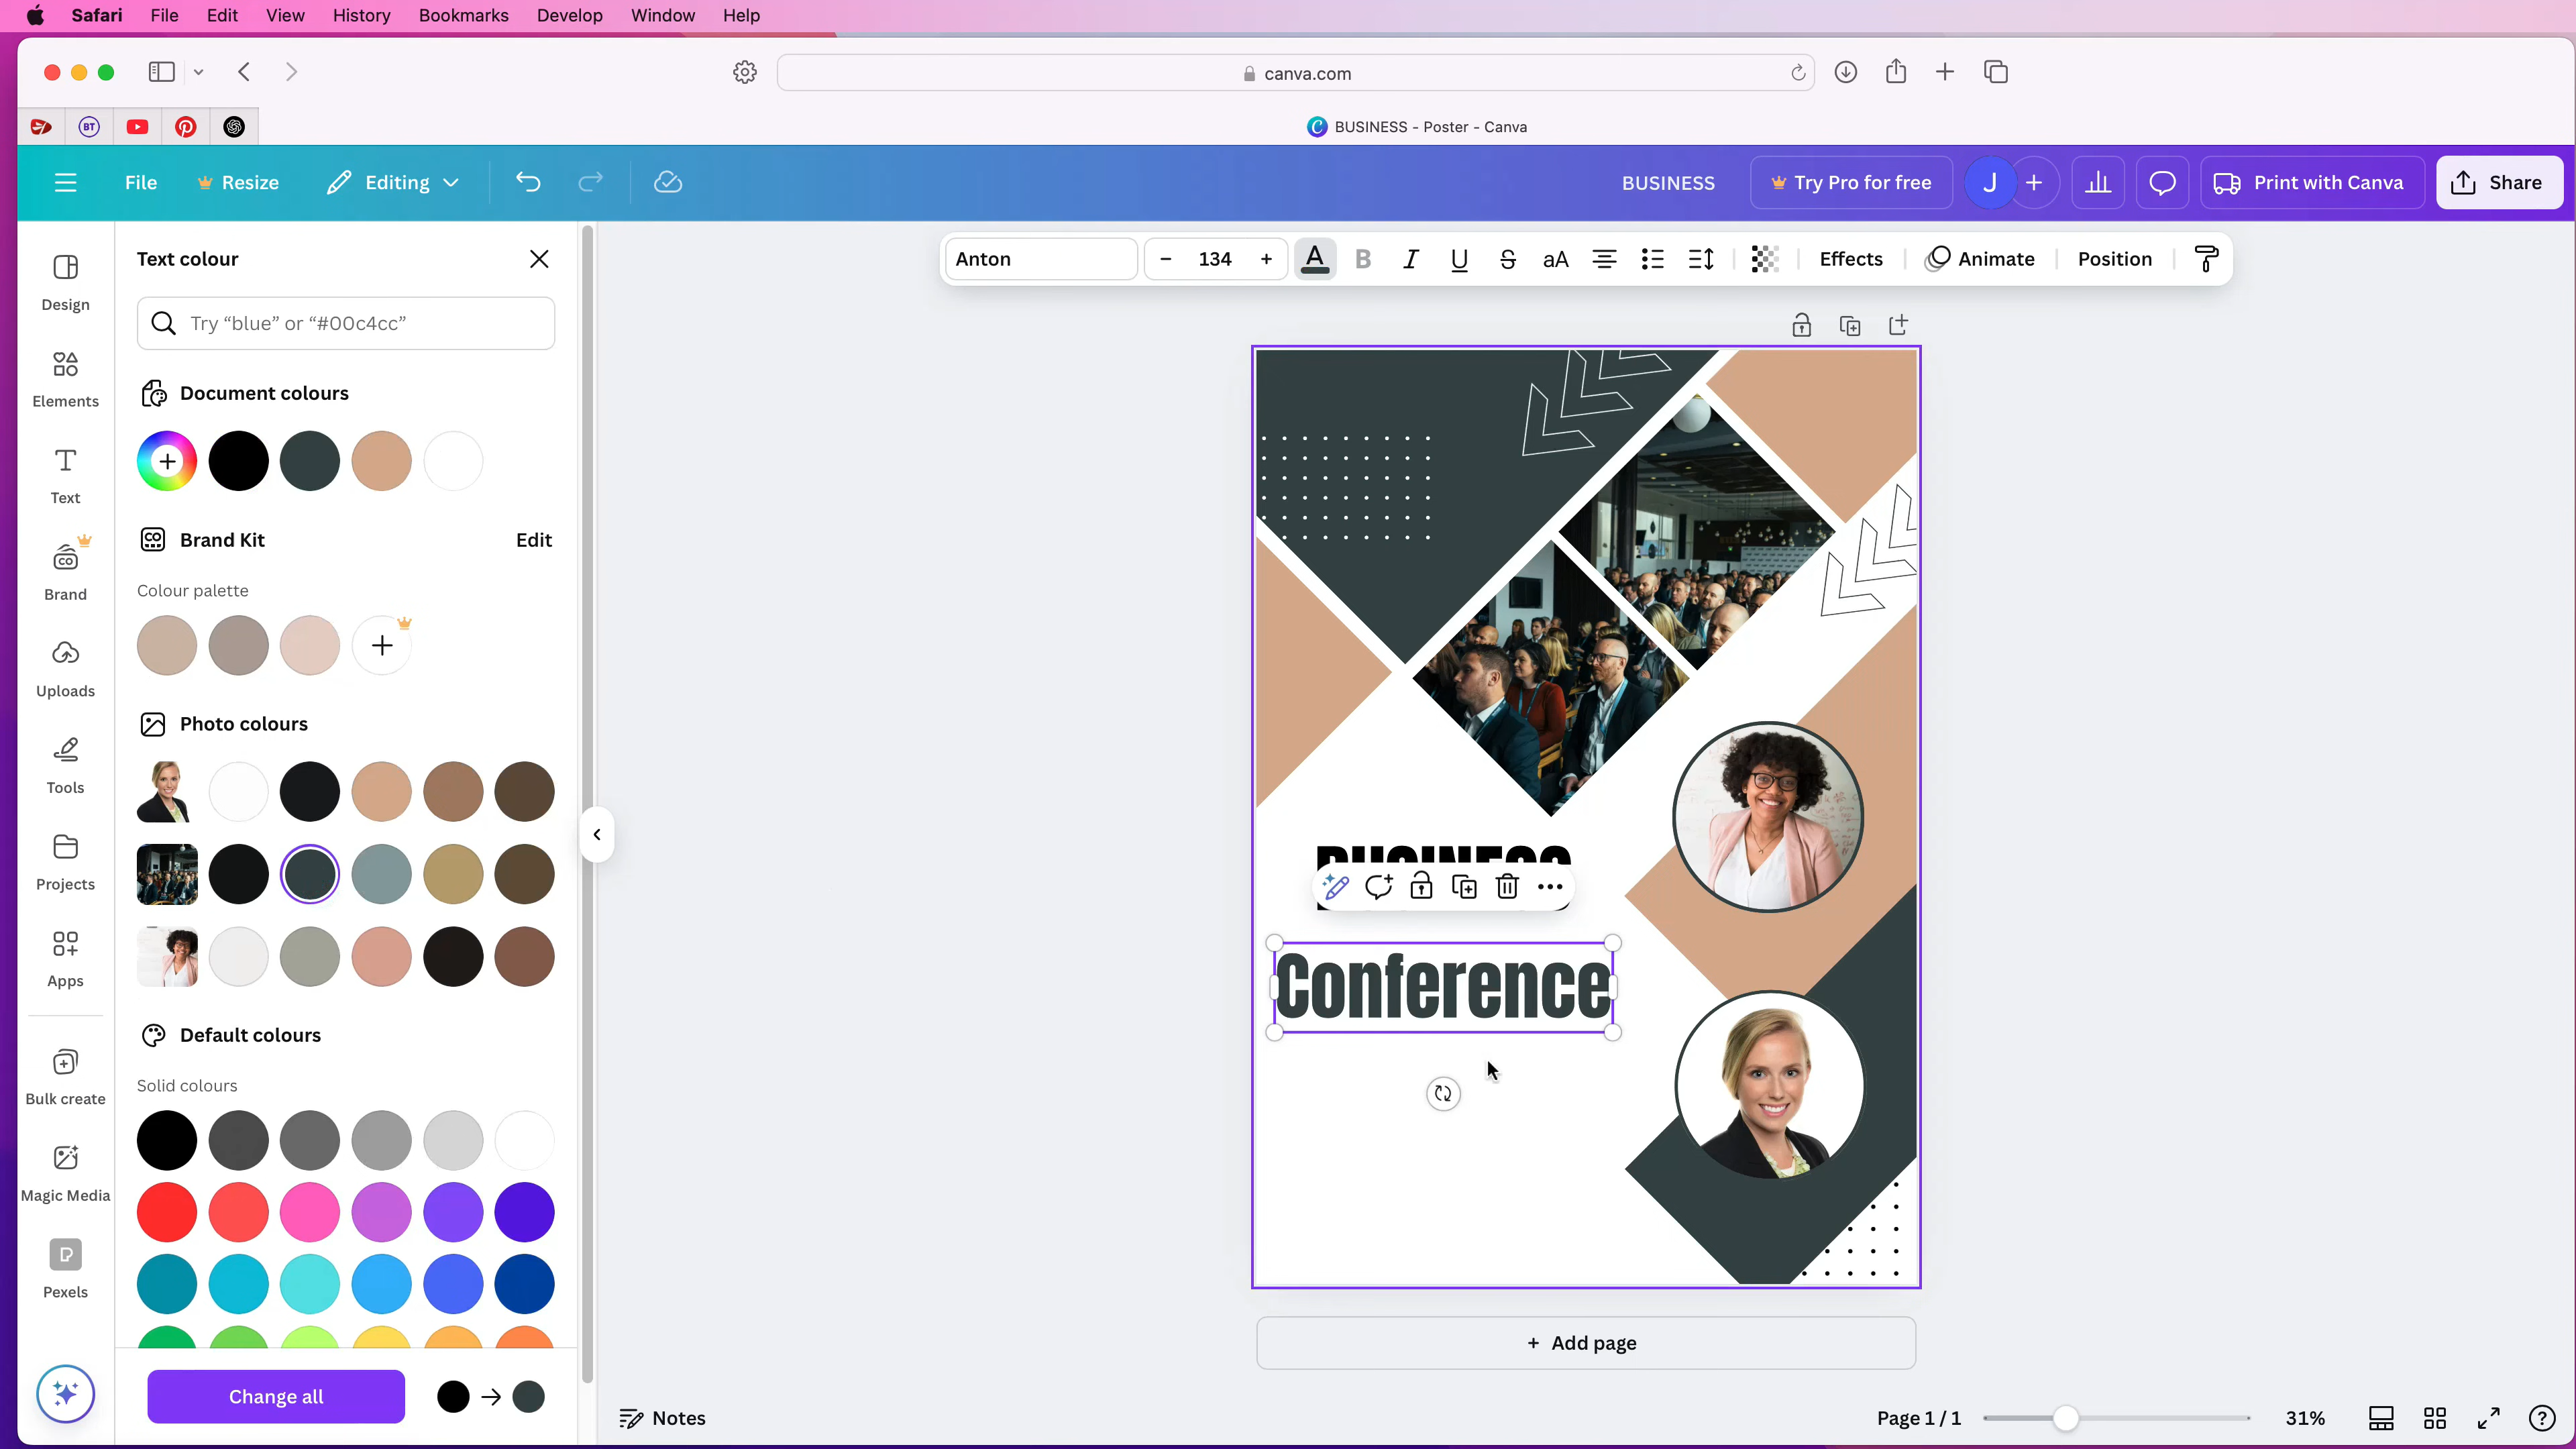 Safari File Edit View History Bookmarks Develop Window Help
canva.com
BT
BUSINESS - Poster - Canva
File Resize Editing
BUSINESS Try Pro for free J Print with Canva Share
Text colour
Anton - 134 + A B I U S aA Effects Animate Position
Try “blue” or “#00c4cc”
Design
Elements
Text
Brand
Uploads
Tools
Projects
Apps
Bulk create
Magic Media
Pexels
Document colours
Brand Kit Edit
Colour palette
Photo colours
Default colours
Solid colours
Change all
BUSINESS
Conference
+ Add page
Notes
Page 1 / 1 31%